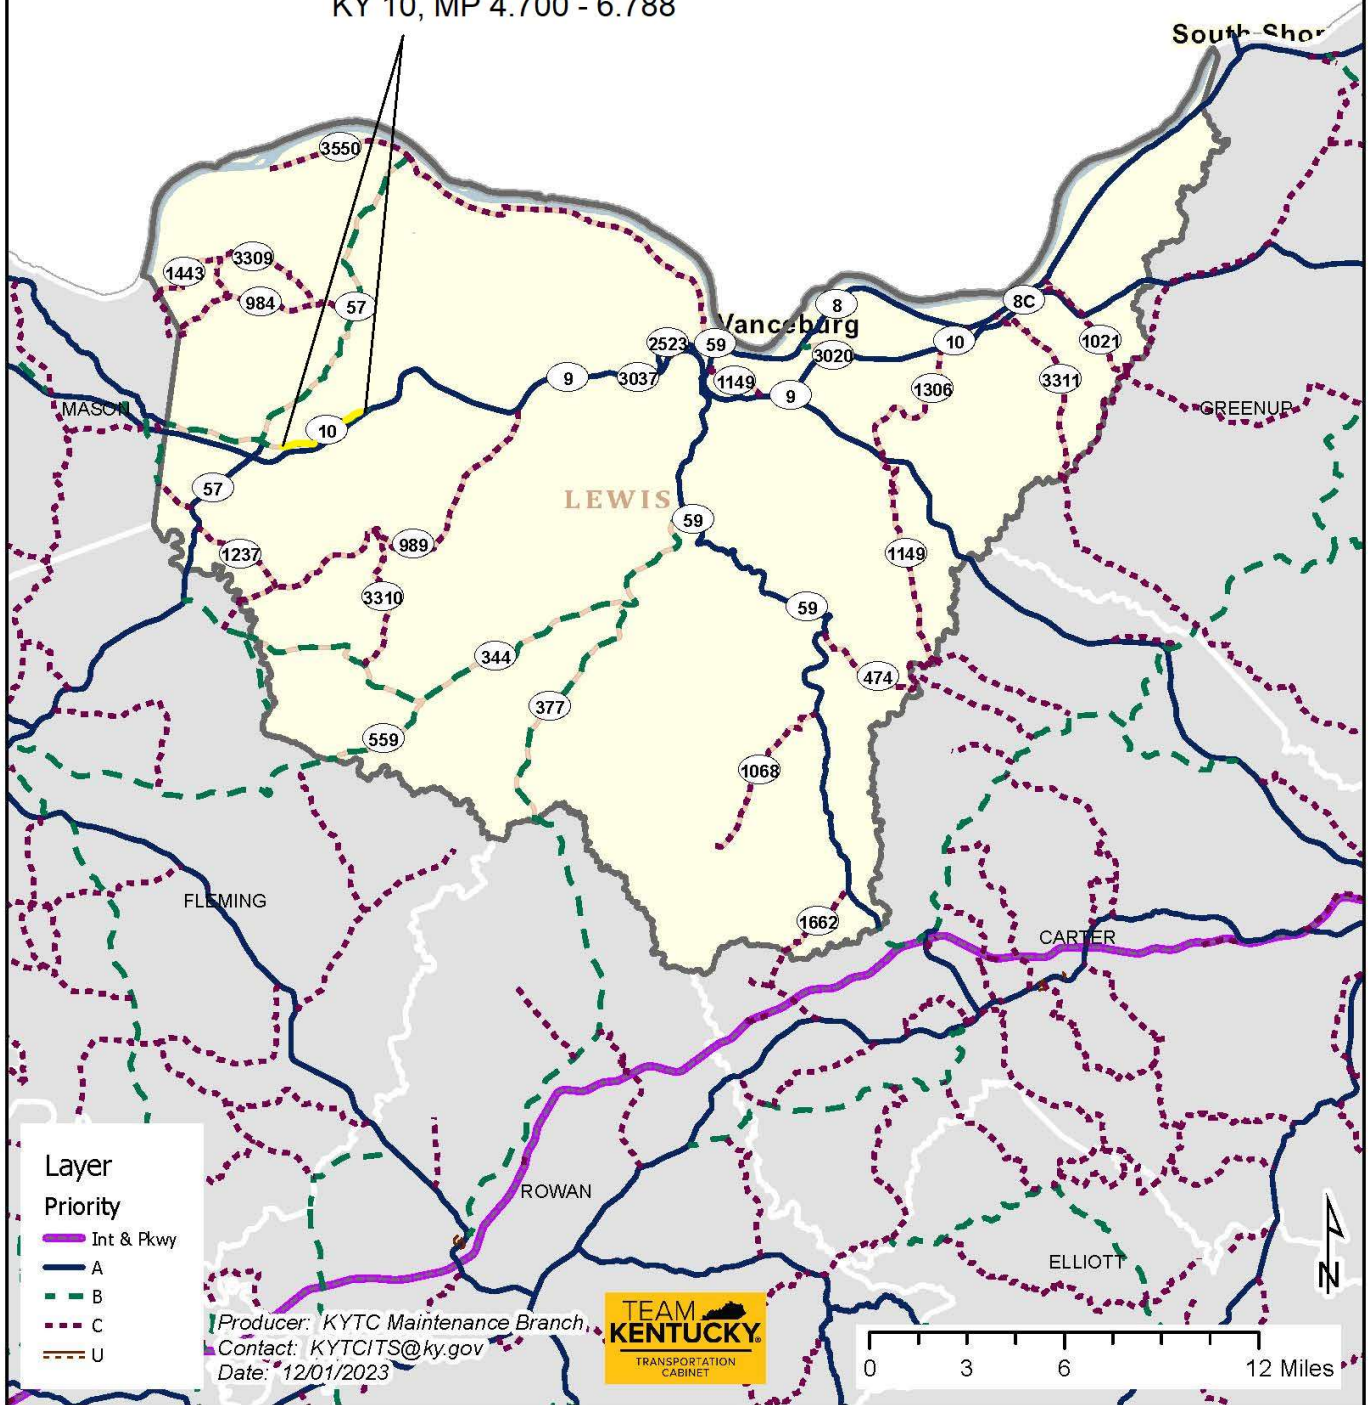 KY 10, MP 4.700 - 6.788
South Shor
3550
1443
3309
984
57
8
8C
Vanceburg
2523
59
3020
10
1021
9
3037
1149
9
1306
3311
MASON
GREENUP
10
57
LEWIS
59
989
1237
1149
3310
59
344
474
377
559
1068
FLEMING
1662
CARTER
ROWAN
ELLIOTT
Layer
Priority
Int & Pkwy
A
B
C
U
Producer: KYTC Maintenance Branch
Contact: KYTCITS@ky.gov
Date: 12/01/2023
TEAM
KENTUCKY®
TRANSPORTATION
CABINET
N
0 3 6 12 Miles